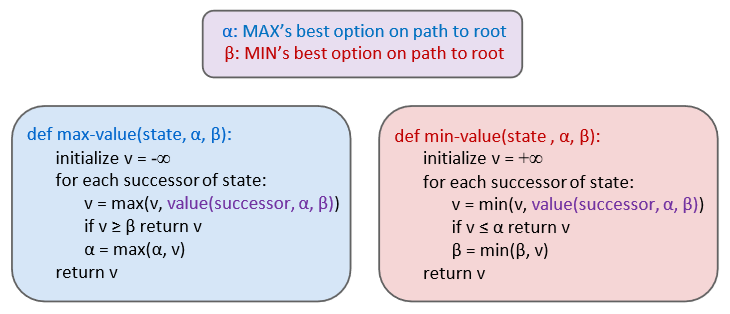 α: MAX’s best option on path to root
β: MIN’s best option on path to root
def max-value(state, α, β):
initialize v = -∞
for each successor of state:
v = max(v, value(successor, α, β))
if v ≥ β return v
α = max(α, v)
return v
def min-value(state , α, β):
initialize v = +∞
for each successor of state:
v = min(v, value(successor, α, β))
if v ≤ α return v
β = min(β, v)
return v